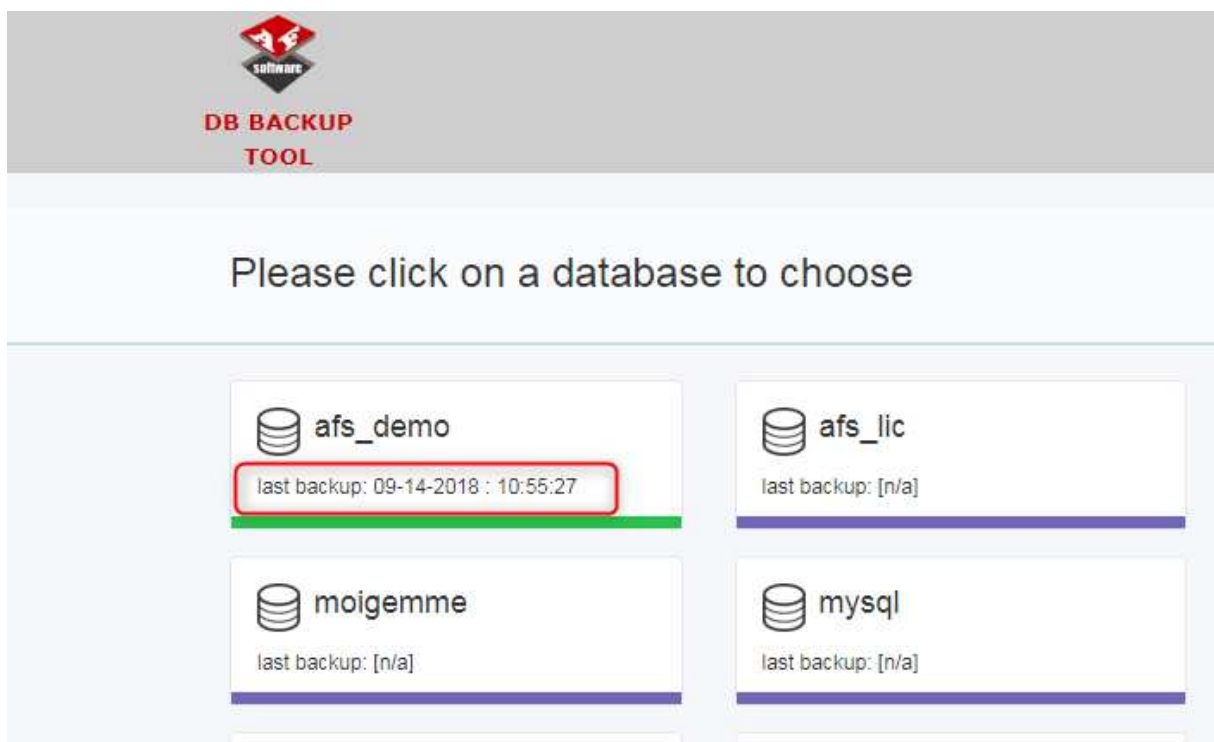 AF
software
DB BACKUP
TOOL
Please click on a database to choose
afs_demo
last backup: 09-14-2018 : 10:55:27
afs_lic
last backup: [n/a]
moigemme
last backup: [n/a]
mysql
last backup: [n/a]